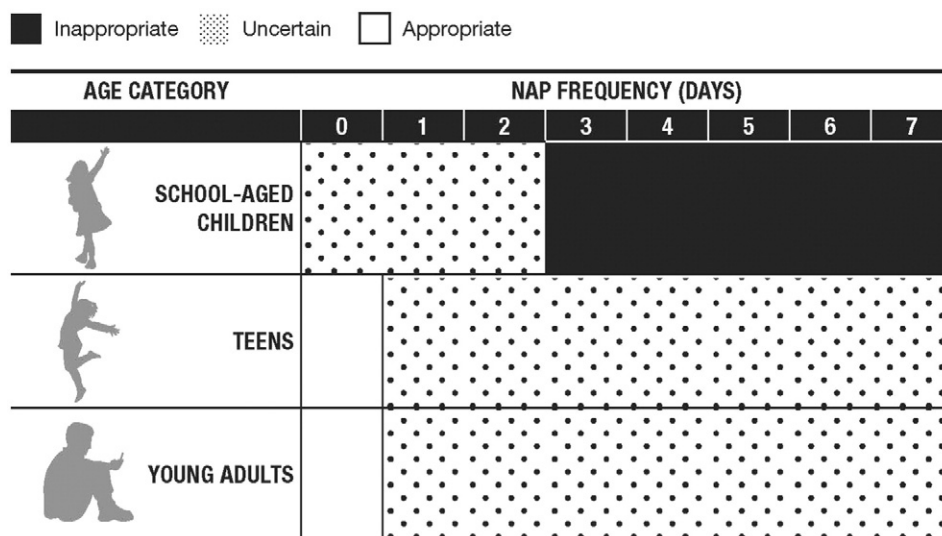 Inappropriate Uncertain Appropriate
AGE CATEGORY NAP FREQUENCY (DAYS)
0 1 2 3 4 5 6 7
SCHOOL-AGED
CHILDREN
TEENS
YOUNG ADULTS